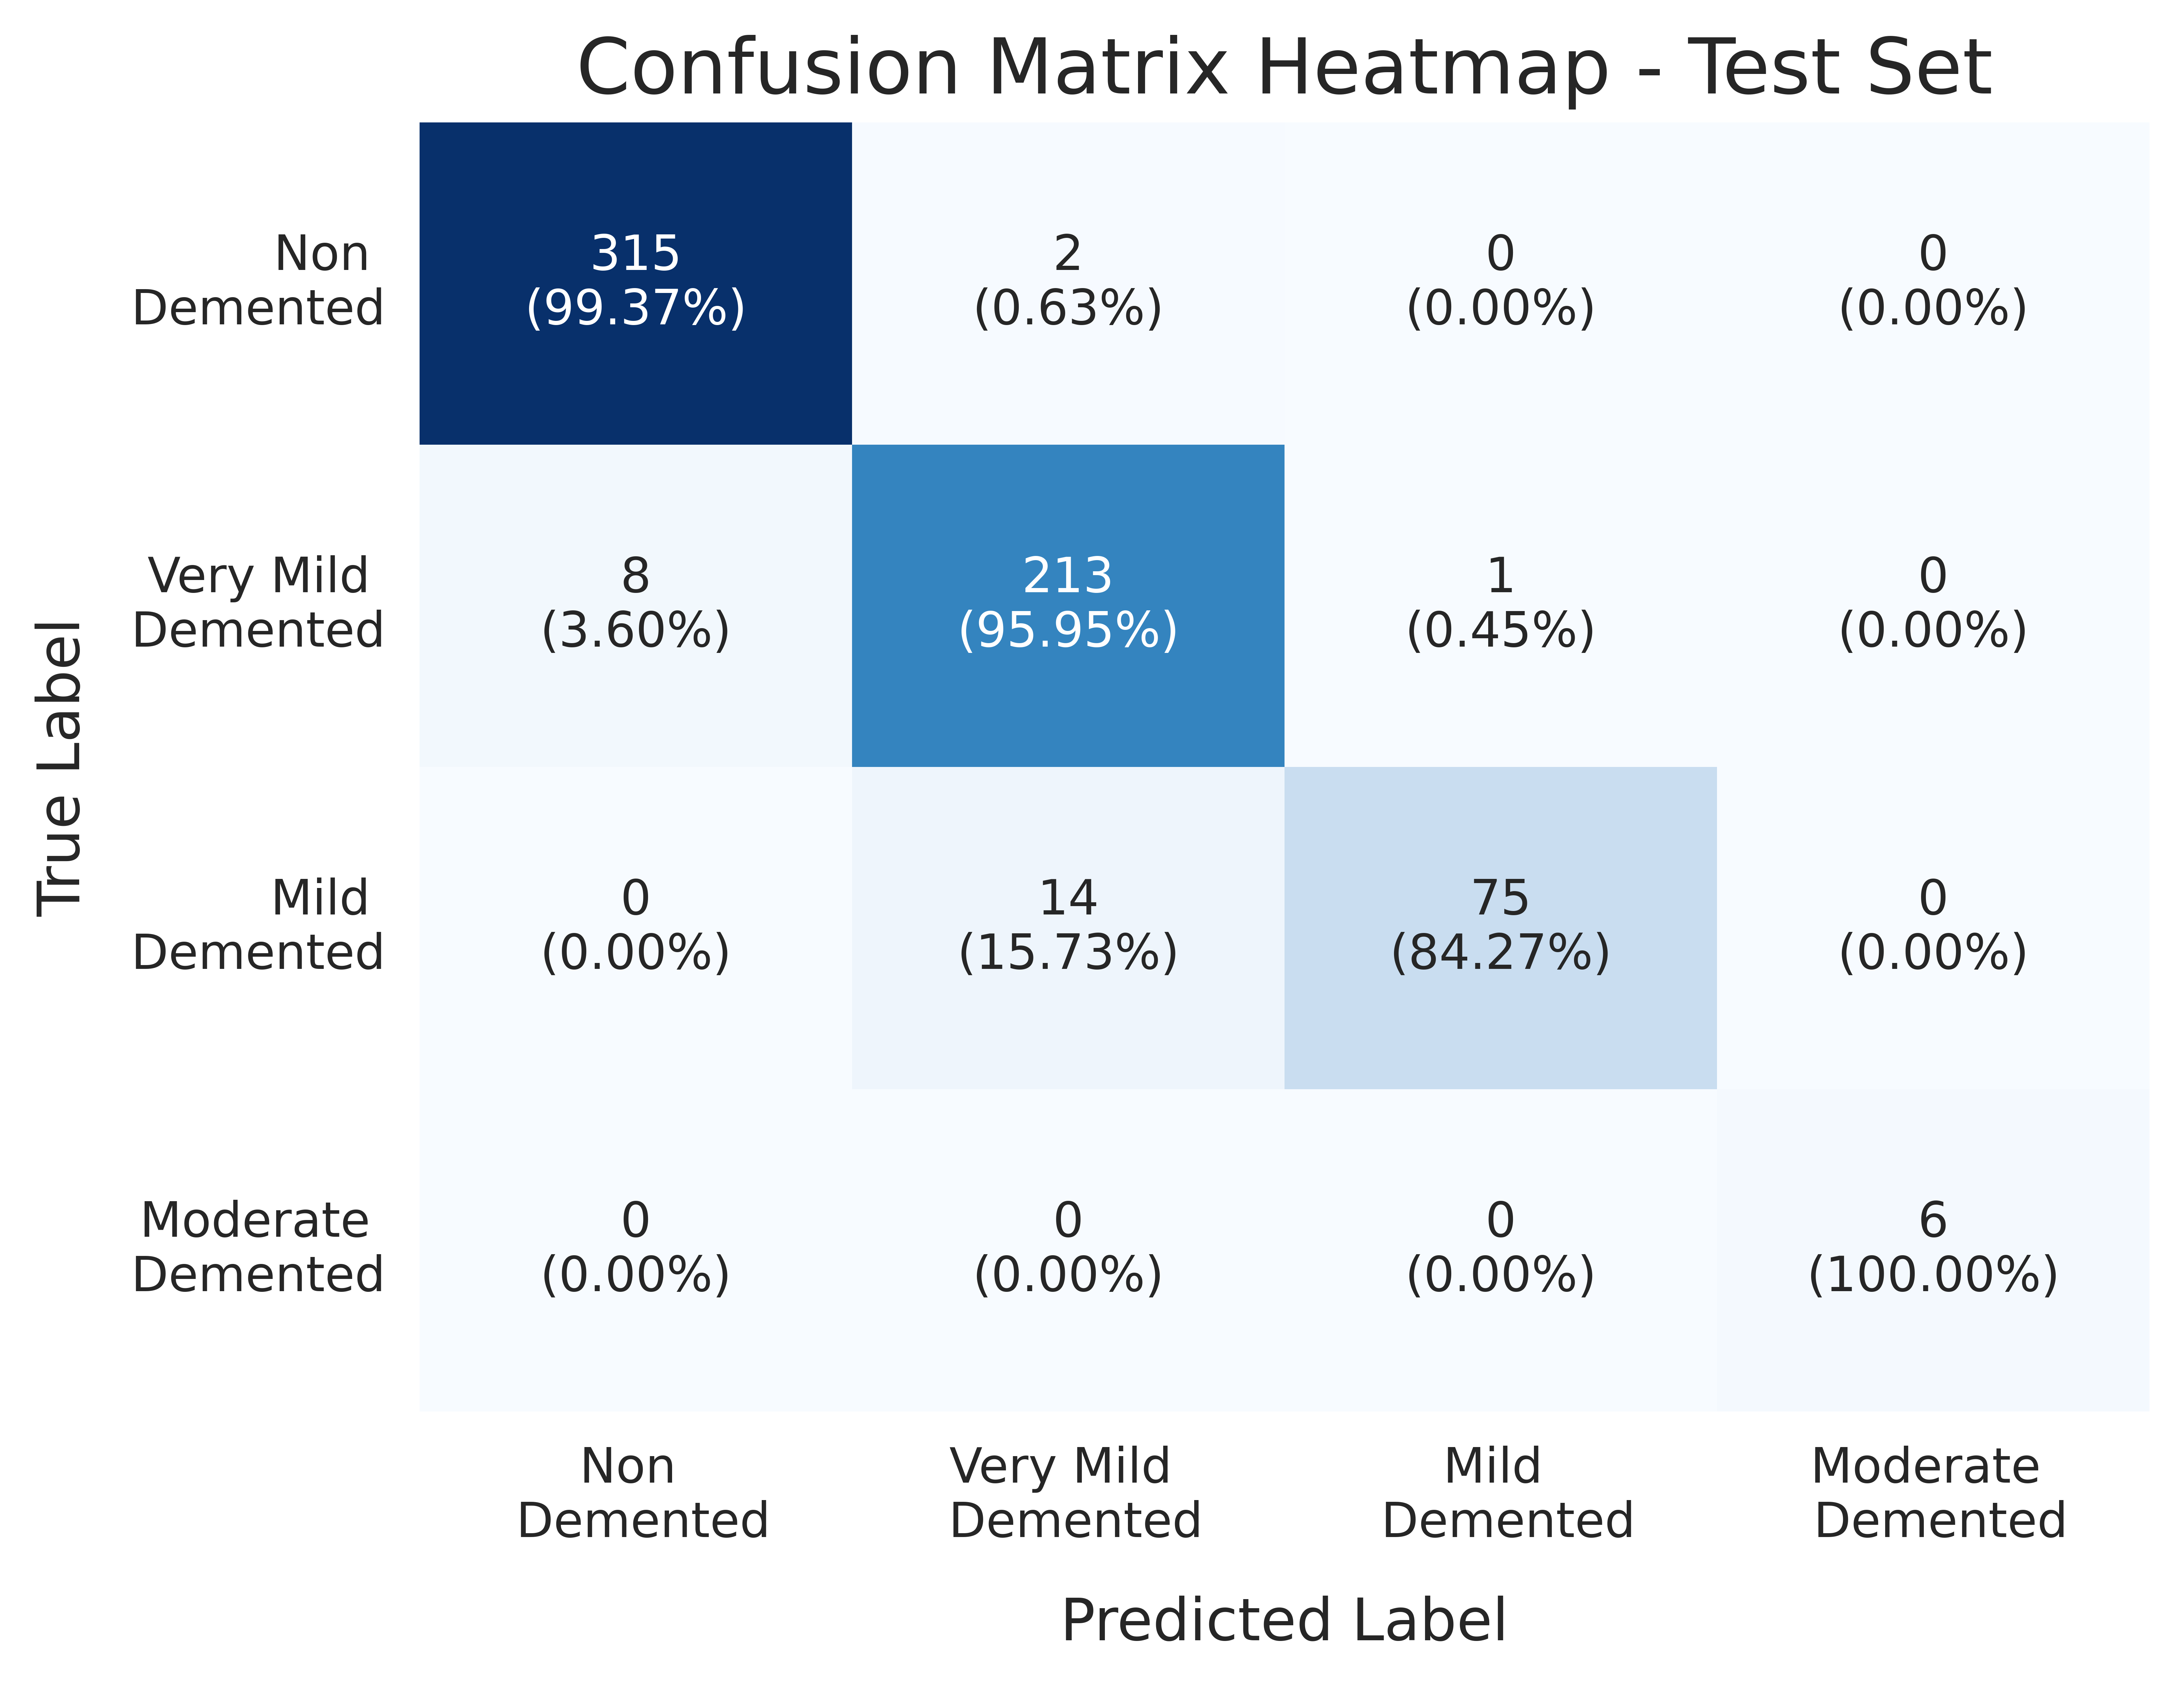 Confusion Matrix Heatmap - Test Set
True Label
Non
Demented
315
(99.37%)
2
(0.63%)
0
(0.00%)
0
(0.00%)
Very Mild
Demented
8
(3.60%)
213
(95.95%)
1
(0.45%)
0
(0.00%)
Mild
Demented
0
(0.00%)
14
(15.73%)
75
(84.27%)
0
(0.00%)
Moderate
Demented
0
(0.00%)
0
(0.00%)
0
(0.00%)
6
(100.00%)
Non
Demented
Very Mild
Demented
Mild
Demented
Moderate
Demented
Predicted Label